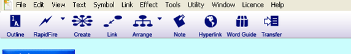 File Edit View Text Symbol Link Effect Tools Utility Window Licence Help
Outline RapidFire Create Link Arrange Note Hyperlink Word Guide Transfer